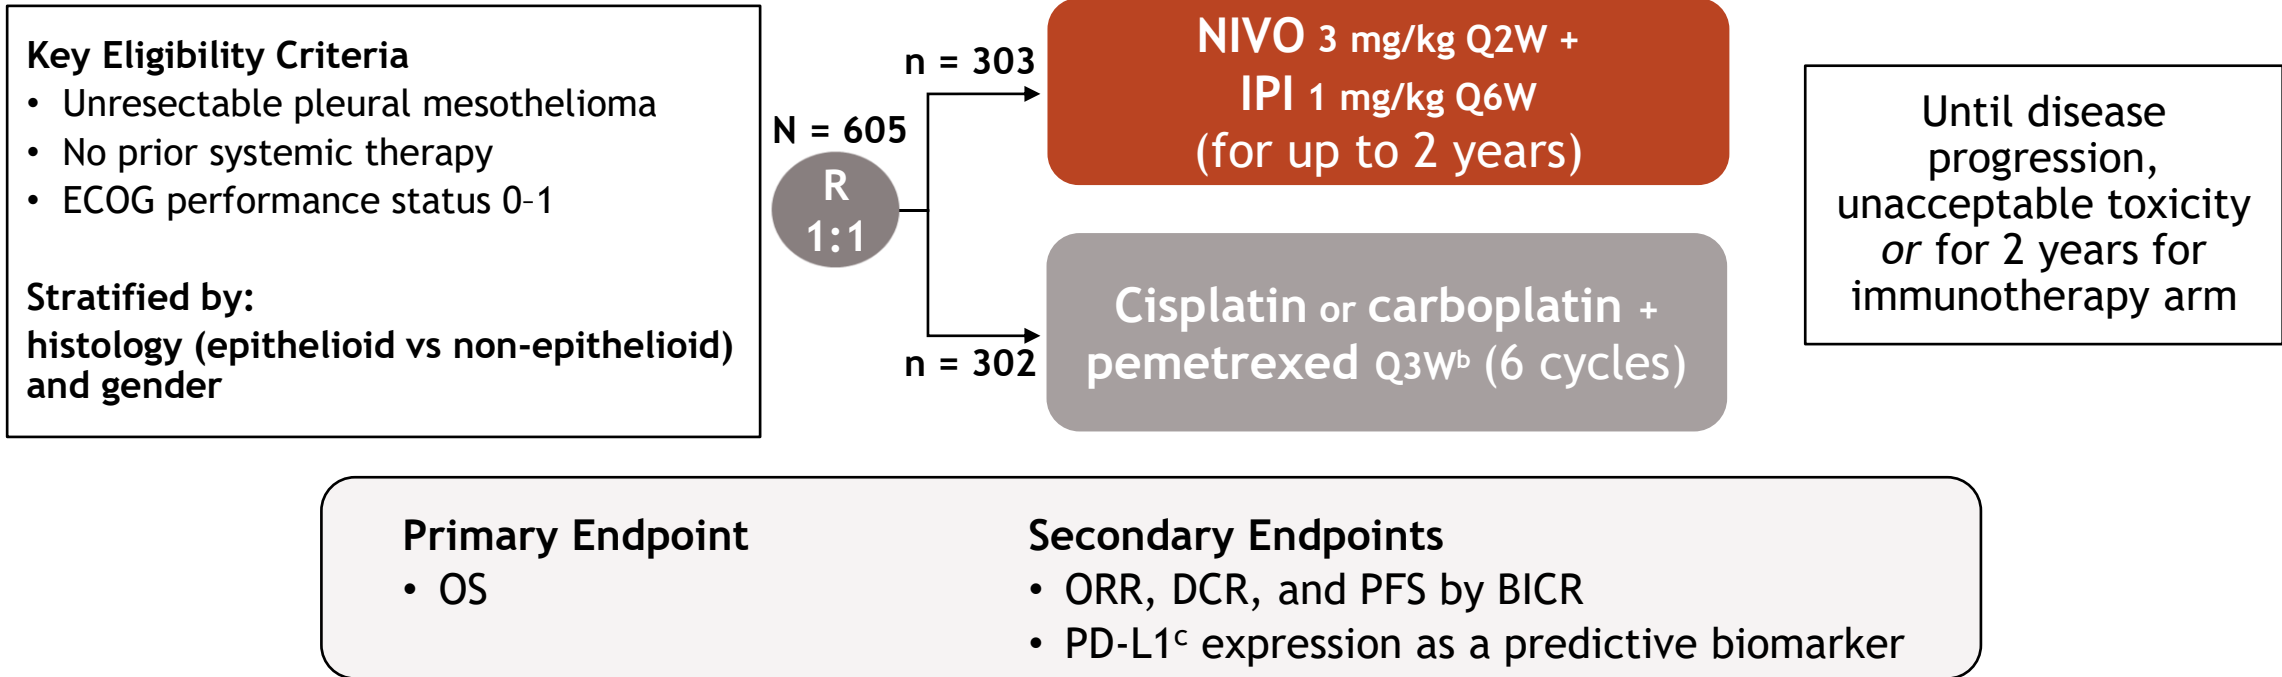 Key Eligibility Criteria
• Unresectable pleural mesothelioma
• No prior systemic therapy
• ECOG performance status 0–1
Stratified by:
histology (epithelioid vs non-epithelioid)
and gender
N = 605
R
1:1
n = 303
n = 302
NIVO 3 mg/kg Q2W +
IPI 1 mg/kg Q6W
(for up to 2 years)
Cisplatin or carboplatin +
pemetrexed Q3Wᵇ (6 cycles)
Until disease
progression,
unacceptable toxicity
or for 2 years for
immunotherapy arm
Primary Endpoint
• OS
Secondary Endpoints
• ORR, DCR, and PFS by BICR
• PD-L1ᶜ expression as a predictive biomarker